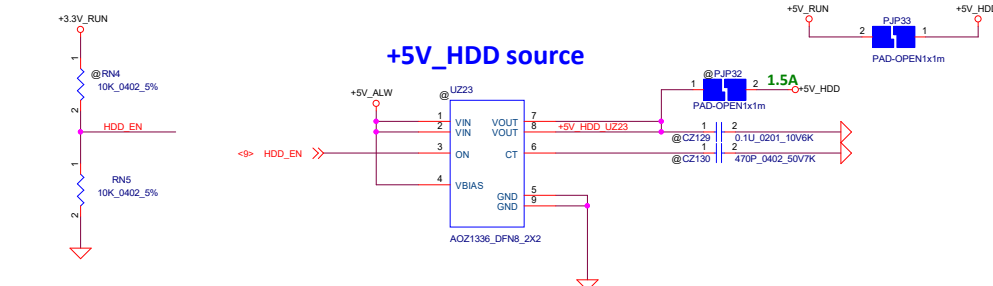 +3.3V_RUN
1
@RN4
10K_0402_5%
2
HDD_EN
1
RN5
10K_0402_5%
2
+5V_HDD source
+5V_ALW
@UZ23
1 VIN
2 VIN
3 ON
4 VBIAS
VOUT 7
VOUT 8
CT 6
GND 5
GND 9
AOZ1336_DFN8_2X2
<9> HDD_EN
+5V_HDD_UZ23
@PJP32
1 2
1.5A
+5V_HDD
PAD-OPEN1x1m
1 2
@CZ129 0.1U_0201_10V6K
1 2
@CZ130 470P_0402_50V7K
+5V_RUN
PJP33
2 1
+5V_HDD
PAD-OPEN1x1m